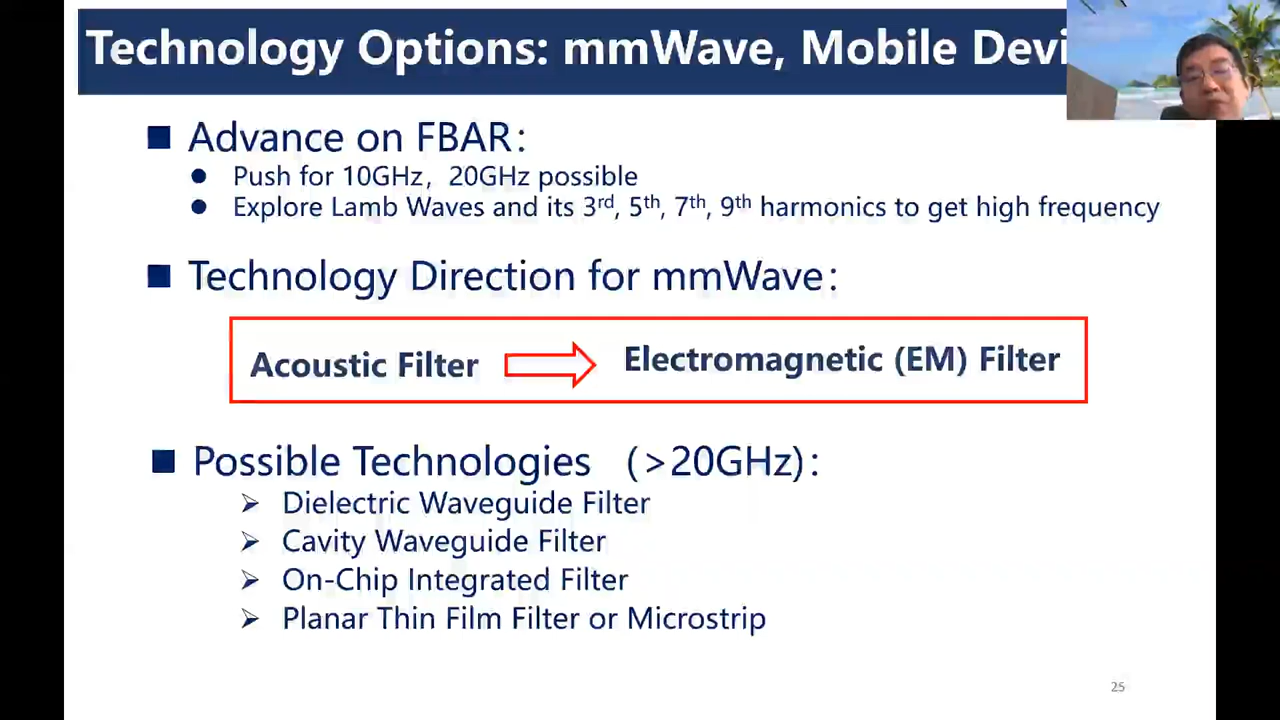 Technology Options: mmWave, Mobile Devi
■ Advance on FBAR:
● Push for 10GHz，20GHz possible
● Explore Lamb Waves and its 3rd, 5th, 7th, 9th harmonics to get high frequency
■ Technology Direction for mmWave:
Acoustic Filter ⇨ Electromagnetic (EM) Filter
■ Possible Technologies （>20GHz):
➢ Dielectric Waveguide Filter
➢ Cavity Waveguide Filter
➢ On-Chip Integrated Filter
➢ Planar Thin Film Filter or Microstrip
25